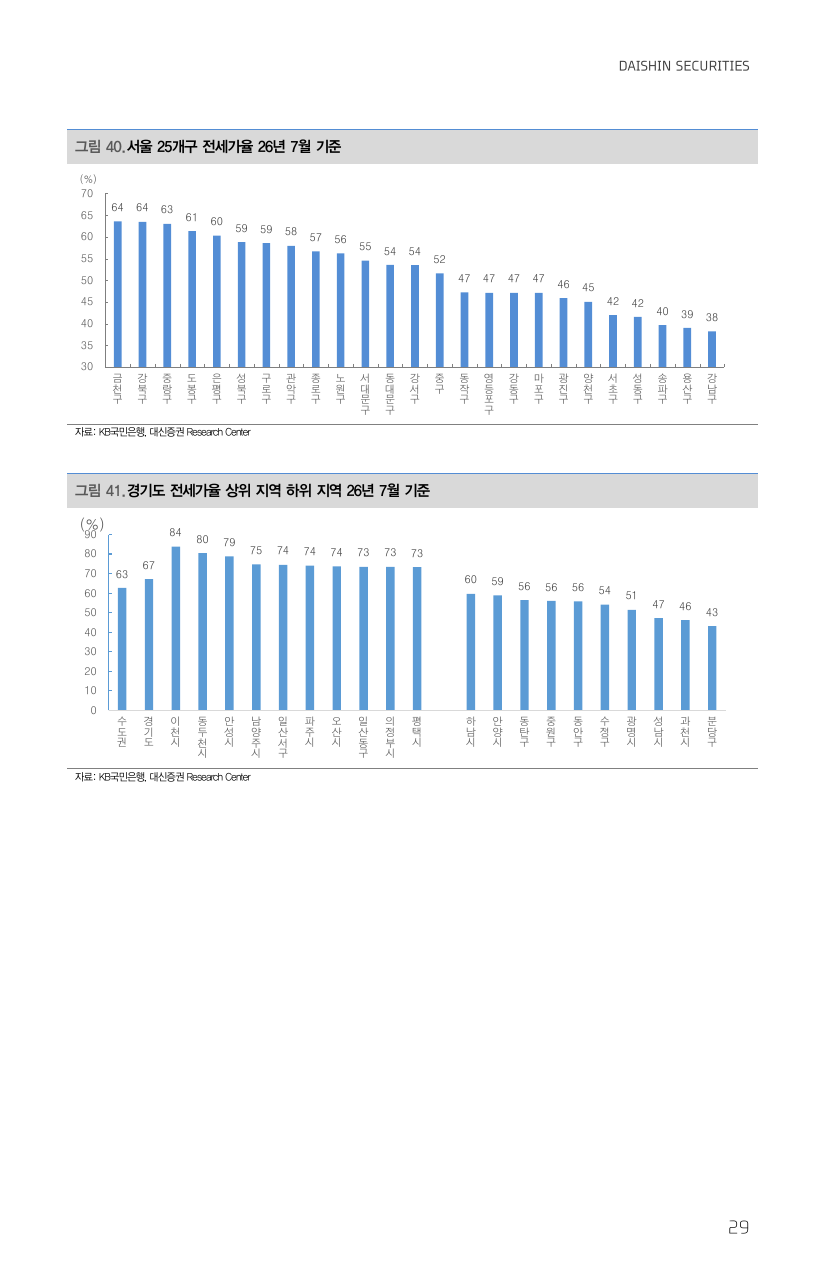 DAISHIN SECURITIES
그림 40. 서울 25개구 전세가율 26년 7월 기준
(%)
70
65
60
55
50
45
40
35
30
64 64 63 61 60 59 59 58 57 56 55 54 54 52 47 47 47 47 46 45 42 42 40 39 38
금천구 강북구 중랑구 도봉구 은평구 성북구 구로구 관악구 종로구 노원구 서대문구 동대문구 강서구 중구 동작구 영등포구 강동구 마포구 광진구 양천구 서초구 성동구 송파구 용산구 강남구
자료: KB국민은행, 대신증권 Research Center
그림 41. 경기도 전세가율 상위 지역 하위 지역 26년 7월 기준
(%)
90
80
70
60
50
40
30
20
10
0
63 67 84 80 79 75 74 74 74 73 73 73 60 59 56 56 56 54 51 47 46 43
수도권 경기도 이천시 동두천시 안성시 남양주시 일산서구 파주시 오산시 일산동구 의정부시 평택시 하남시 안양시 동탄구 중원구 동안구 수정구 광명시 성남시 과천시 분당구
자료: KB국민은행, 대신증권 Research Center
29